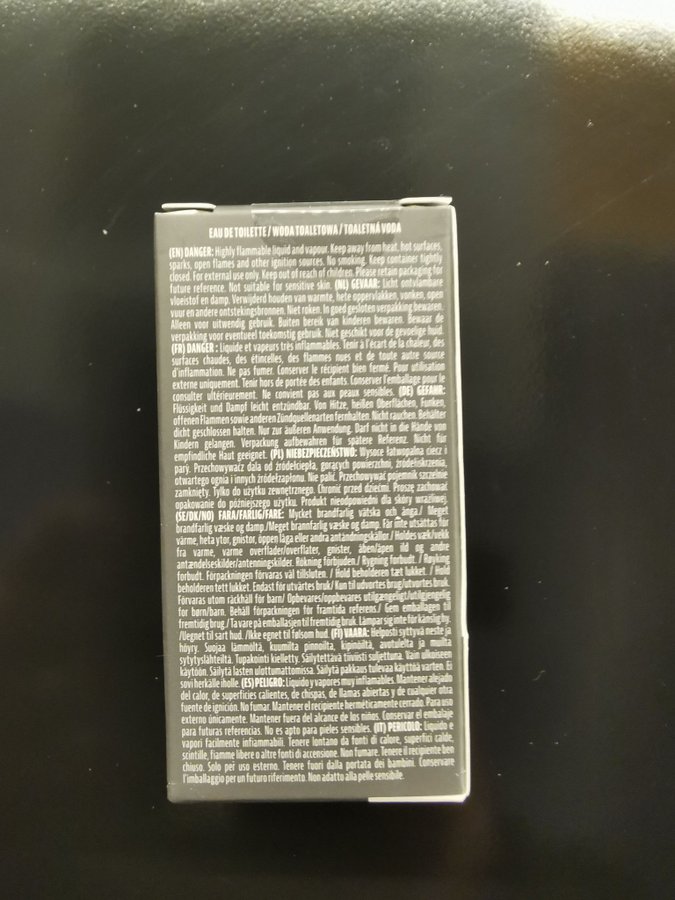 EAU DE TOILETTE / WODA TOALETOWA / TOALETNÁ VODA
(EN) DANGER: Highly flammable liquid and vapour. Keep away from heat, hot surfaces,
sparks, open flames and other ignition sources. No smoking. Keep container tightly
closed. For external use only. Keep out of reach of children. Please retain packaging for
future reference. Not suitable for sensitive skin. (NL) GEVAAR: Licht ontvlambare
vloeistof en damp. Verwijderd houden van warmte, hete oppervlakken, vonken, open
vuur en andere ontstekingsbronnen. Niet roken. In goed gesloten verpakking bewaren.
Alleen voor uitwendig gebruik. Buiten bereik van kinderen bewaren. Bewaar de
verpakking voor eventueel toekomstig gebruik. Niet geschikt voor de gevoelige huid.
(FR) DANGER : Liquide et vapeurs très inflammables. Tenir à l'écart de la chaleur, des
surfaces chaudes, des étincelles, des flammes nues et de toute autre source
d'inflammation. Ne pas fumer. Conserver le récipient bien fermé. Pour utilisation
externe uniquement. Tenir hors de portée des enfants. Conserver l'emballage pour le
consulter ultérieurement. Ne convient pas aux peaux sensibles. (DE) GEFAHR:
Flüssigkeit und Dampf leicht entzündbar. Von Hitze, heißen Oberflächen, Funken,
offenen Flammen sowie anderen Zündquellenarten fernhalten. Nicht rauchen. Behälter
dicht geschlossen halten. Nur zur äußeren Anwendung. Darf nicht in die Hände von
Kindern gelangen. Verpackung aufbewahren für spätere Referenz. Nicht für
empfindliche Haut geeignet. (PL) NIEBEZPIECZEŃSTWO: Wysoce łatwopalna ciecz i
pary. Przechowywać z dala od źródeł ciepła, gorących powierzchni, źródeł iskrzenia,
otwartego ognia i innych źródeł zapłonu. Nie palić. Przechowywać pojemnik szczelnie
zamknięty. Tylko do użytku zewnętrznego. Chronić przed dziećmi. Proszę zachować
opakowanie do późniejszego użytku. Produkt nieodpowiedni dla skóry wrażliwej.
(SE/DK/NO) FARA/FARLIG/FARE: Mycket brandfarlig vätska och ånga./ Meget
brandfarlig væske og damp./Meget brannfarlig væske og damp. Får inte utsättas för
värme, heta ytor, gnistor, öppen låga eller andra antändningskällor./ Holdes væk/vekk
fra varme, varme overflader/overflater, gnister, åben/åpen ild og andre
antændelseskilder/antenningskilder. Rökning förbjuden./ Rygning forbudt. / Røyking
forbudt. Förpackningen förvaras väl tillsluten. / Hold beholderen tæt lukket. / Hold
beholderen tett lukket. Endast för utvärtes bruk/ Kun til udvortes brug/utvortes bruk
Förvaras utom räckhåll för barn/ Opbevares/oppbevares utilgængeligt/utilgjengelig
for børn/barn. Behåll förpackningen för framtida referens./ Gem emballagen til
fremtidig brug./ Ta vare på emballasjen til fremtidig bruk. Lämpar sig inte för känslig hy.
/Uegnet til sart hud. /Ikke egnet til følsom hud. (FI) VAARA: Helposti syttyvä neste ja
höyry. Suojaa lämmöltä, kuumilta pinnoilta, kipinöiltä, avotulelta ja muilta
sytytyslähteiltä. Tupakointi kielletty. Säilytettävä tiiviisti suljettuna. Vain ulkoiseen
käyttöön. Säilytä lasten ulottumattomissa. Säilytä pakkaus tulevaa käyttöä varten. Ei
sovi herkälle iholle. (ES) PELIGRO: Líquido y vapores muy inflamables. Mantener alejado
del calor, de superficies calientes, de chispas, de llamas abiertas y de cualquier otra
fuente de ignición. No fumar. Mantener el recipiente herméticamente cerrado. Para uso
externo únicamente. Mantener fuera del alcance de los niños. Conservar el embalaje
para futuras referencias. No es apto para pieles sensibles. (IT) PERICOLO: Liquido e
vapori facilmente infiammabili. Tenere lontano da fonti di calore, superfici calde,
scintille, fiamme libere o altre fonti di accensione. Non fumare. Tenere il recipiente ben
chiuso. Solo per uso esterno. Tenere fuori dalla portata dei bambini. Conservare
l'imballaggio per un futuro riferimento. Non adatto alla pelle sensibile.